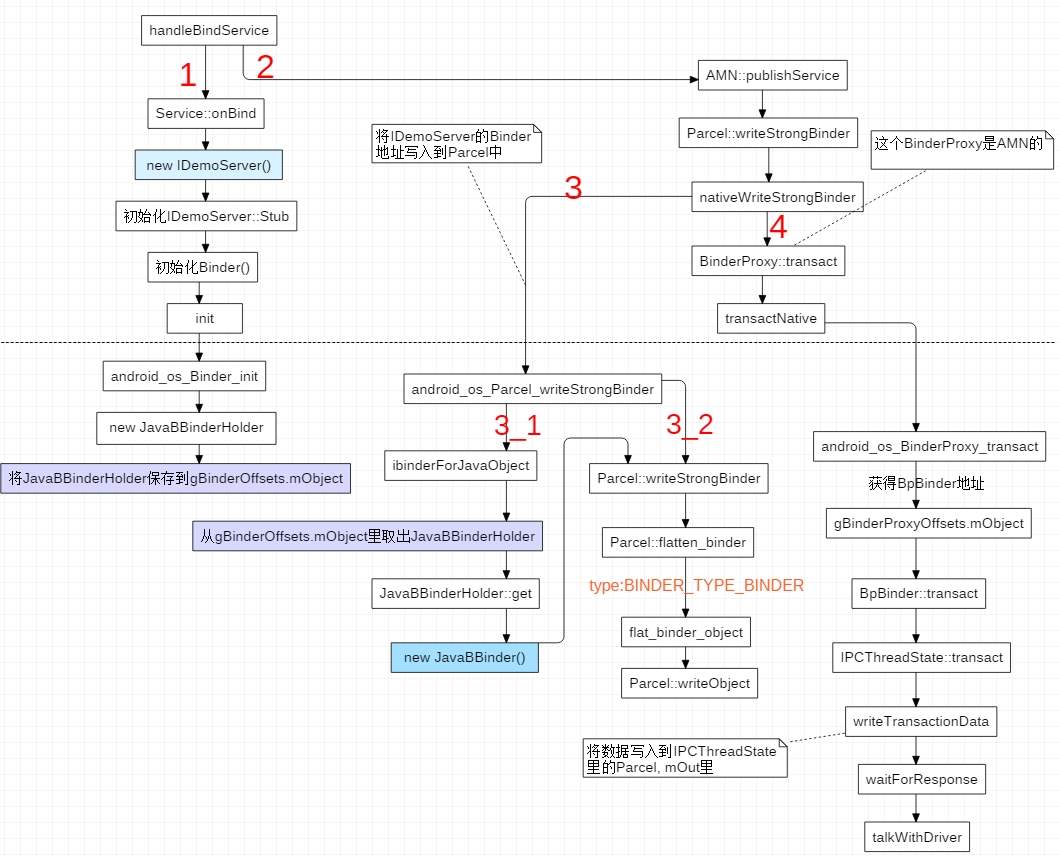 handleBindService
1
2
AMN::publishService
Service::onBind
将IDemoServer的Binder
地址写入到Parcel中
Parcel::writeStrongBinder
这个BinderProxy是AMN的
new IDemoServer()
3
nativeWriteStrongBinder
初始化IDemoServer::Stub
4
初始化Binder()
BinderProxy::transact
init
transactNative
android_os_Binder_init
android_os_Parcel_writeStrongBinder
new JavaBBinderHolder
3_1
3_2
android_os_BinderProxy_transact
将JavaBBinderHolder保存到gBinderOffsets.mObject
ibinderForJavaObject
Parcel::writeStrongBinder
获得BpBinder地址
gBinderProxyOffsets.mObject
从gBinderOffsets.mObject里取出JavaBBinderHolder
Parcel::flatten_binder
type:BINDER_TYPE_BINDER
JavaBBinderHolder::get
BpBinder::transact
flat_binder_object
new JavaBBinder()
IPCThreadState::transact
Parcel::writeObject
writeTransactionData
将数据写入到IPCThreadState
里的Parcel, mOut里
waitForResponse
talkWithDriver